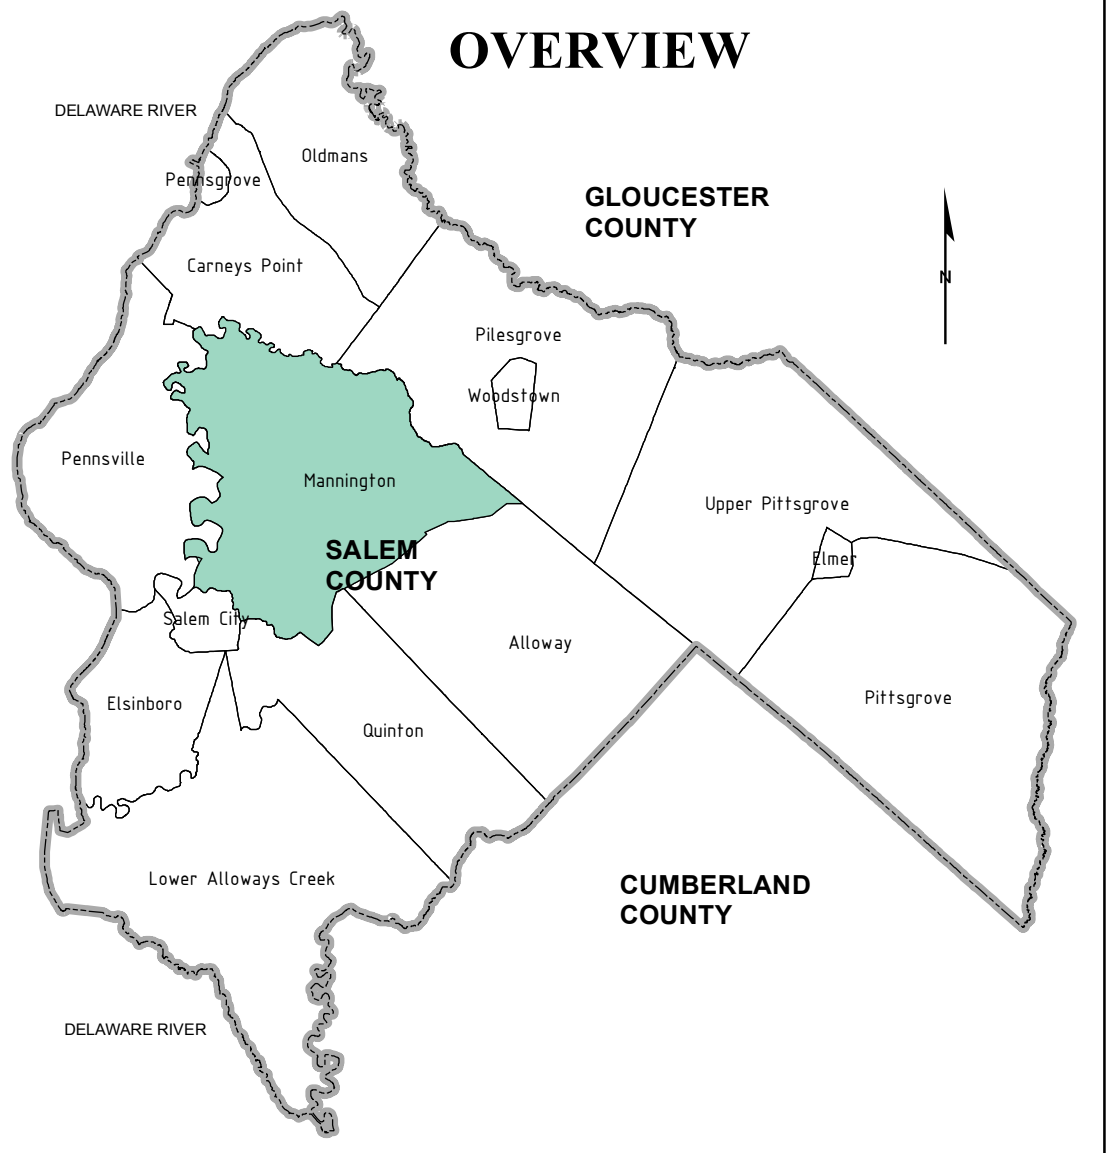 OVERVIEW
DELAWARE RIVER
Oldmans
Pennsgrove
GLOUCESTER
COUNTY
Carneys Point
N
Pilesgrove
Woodstown
Pennsville
Mannington
Upper Pittsgrove
SALEM
COUNTY
Elmer
Salem City
Alloway
Elsinboro
Pittsgrove
Quinton
Lower Alloways Creek
CUMBERLAND
COUNTY
DELAWARE RIVER